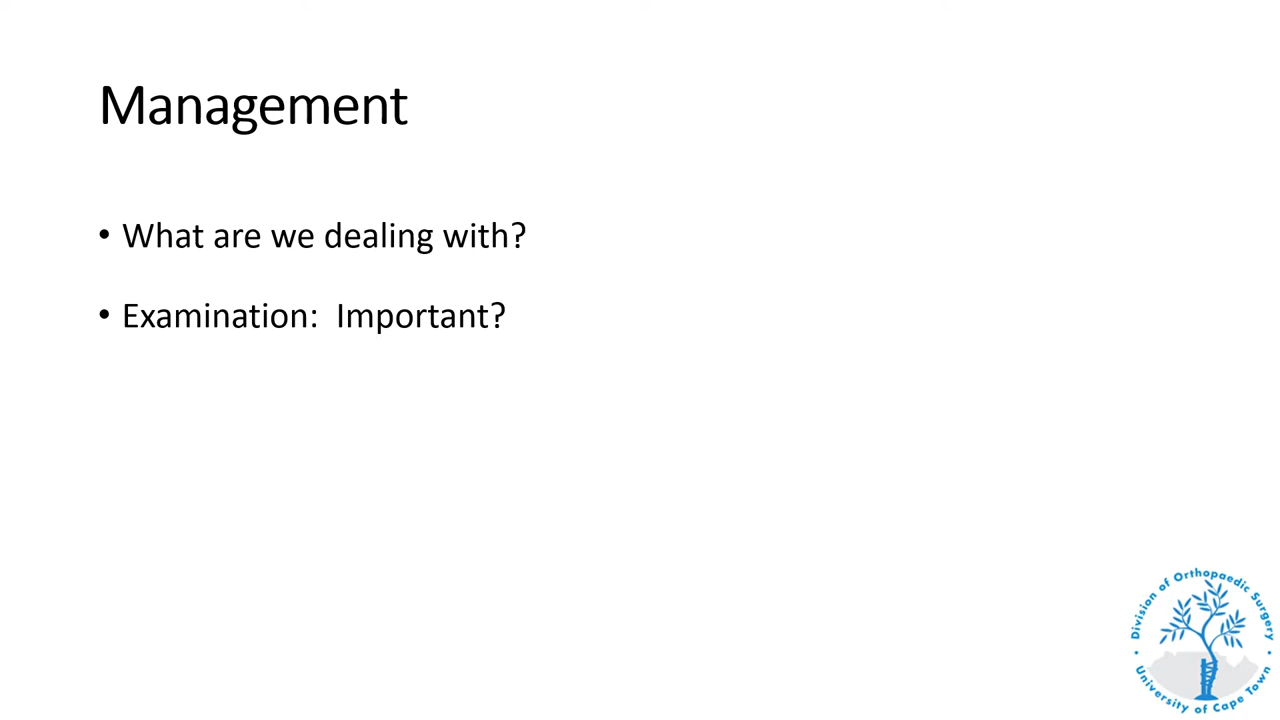 Management
• What are we dealing with?
• Examination:  Important?
Division of Orthopaedic Surgery
• University of Cape Town •